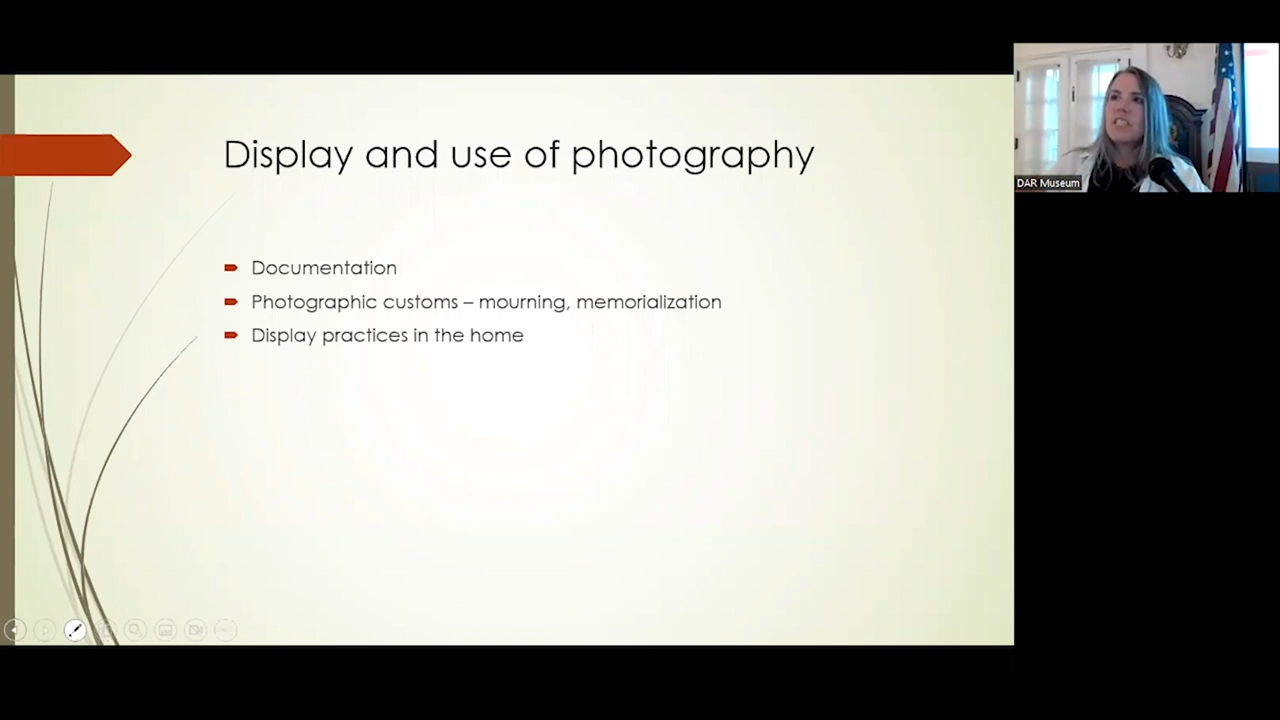 Display and use of photography
Documentation
Photographic customs – mourning, memorialization
Display practices in the home
DAR Museum